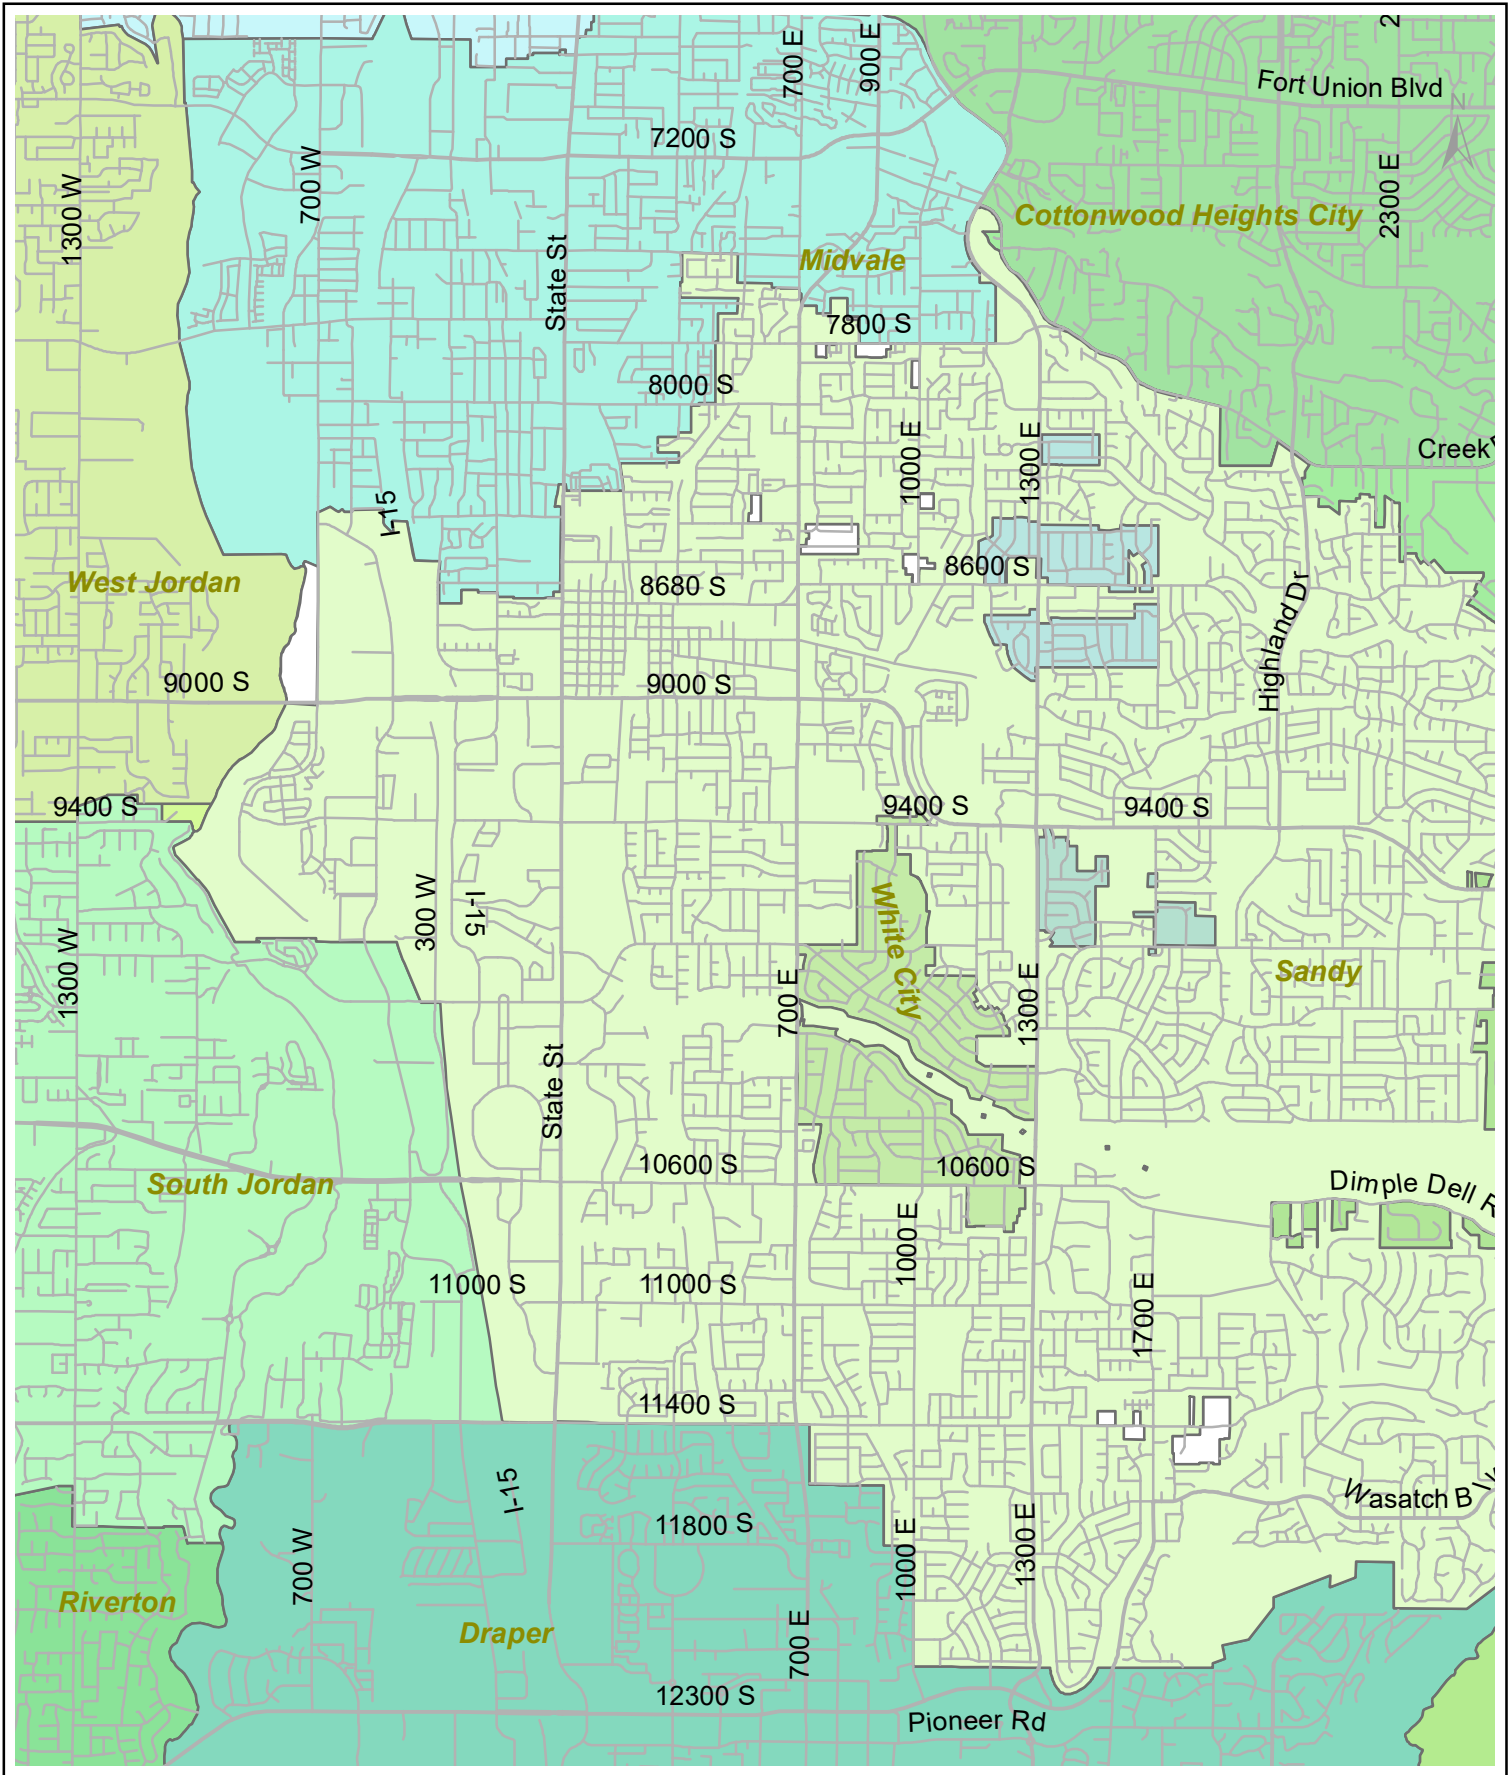 2
700 E
900 E
Fort Union Blvd
N
7200 S
700 W
1300 W
2300 E
Cottonwood Heights City
State St
Midvale
7800 S
8000 S
1000 E
1300 E
Creek
I-15
8600 S
West Jordan
8680 S
Highland Dr
9000 S
9000 S
9400 S
9400 S
9400 S
300 W
I-15
White City
1300 W
Sandy
700 E
1300 E
State St
10600 S
10600 S
South Jordan
Dimple Dell R
1000 E
11000 S
11000 S
1700 E
11400 S
I-15
Wasatch Blv
11800 S
1000 E
1300 E
700 W
Riverton
Draper
700 E
12300 S
Pioneer Rd